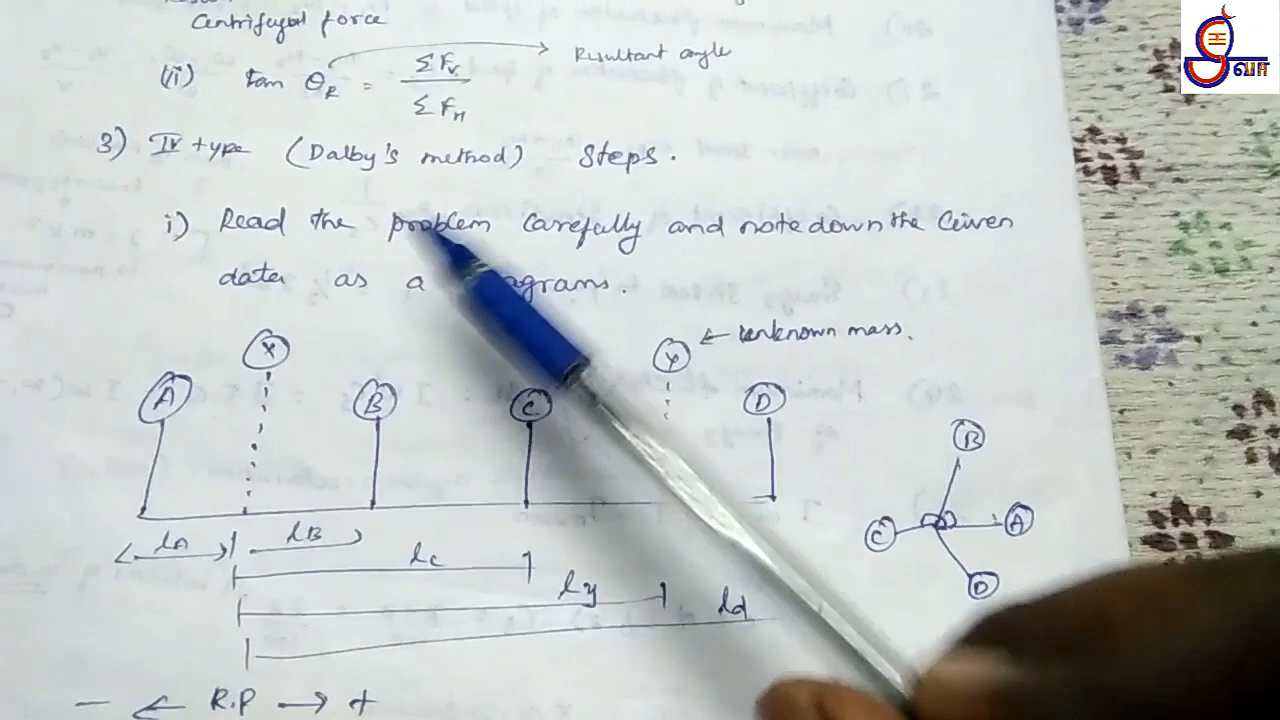 Centrifugal force
(ii) tan θR = ΣFV / ΣFH
Resultant angle
3) IV type (Dalby's method) Steps.
i) Read the problem carefully and note down the Given
data as a agrams.
X
Y ← unknown mass.
A B C D
B
C A
D
lA lB
lc
ly
ld
− ← R.P → +
வா